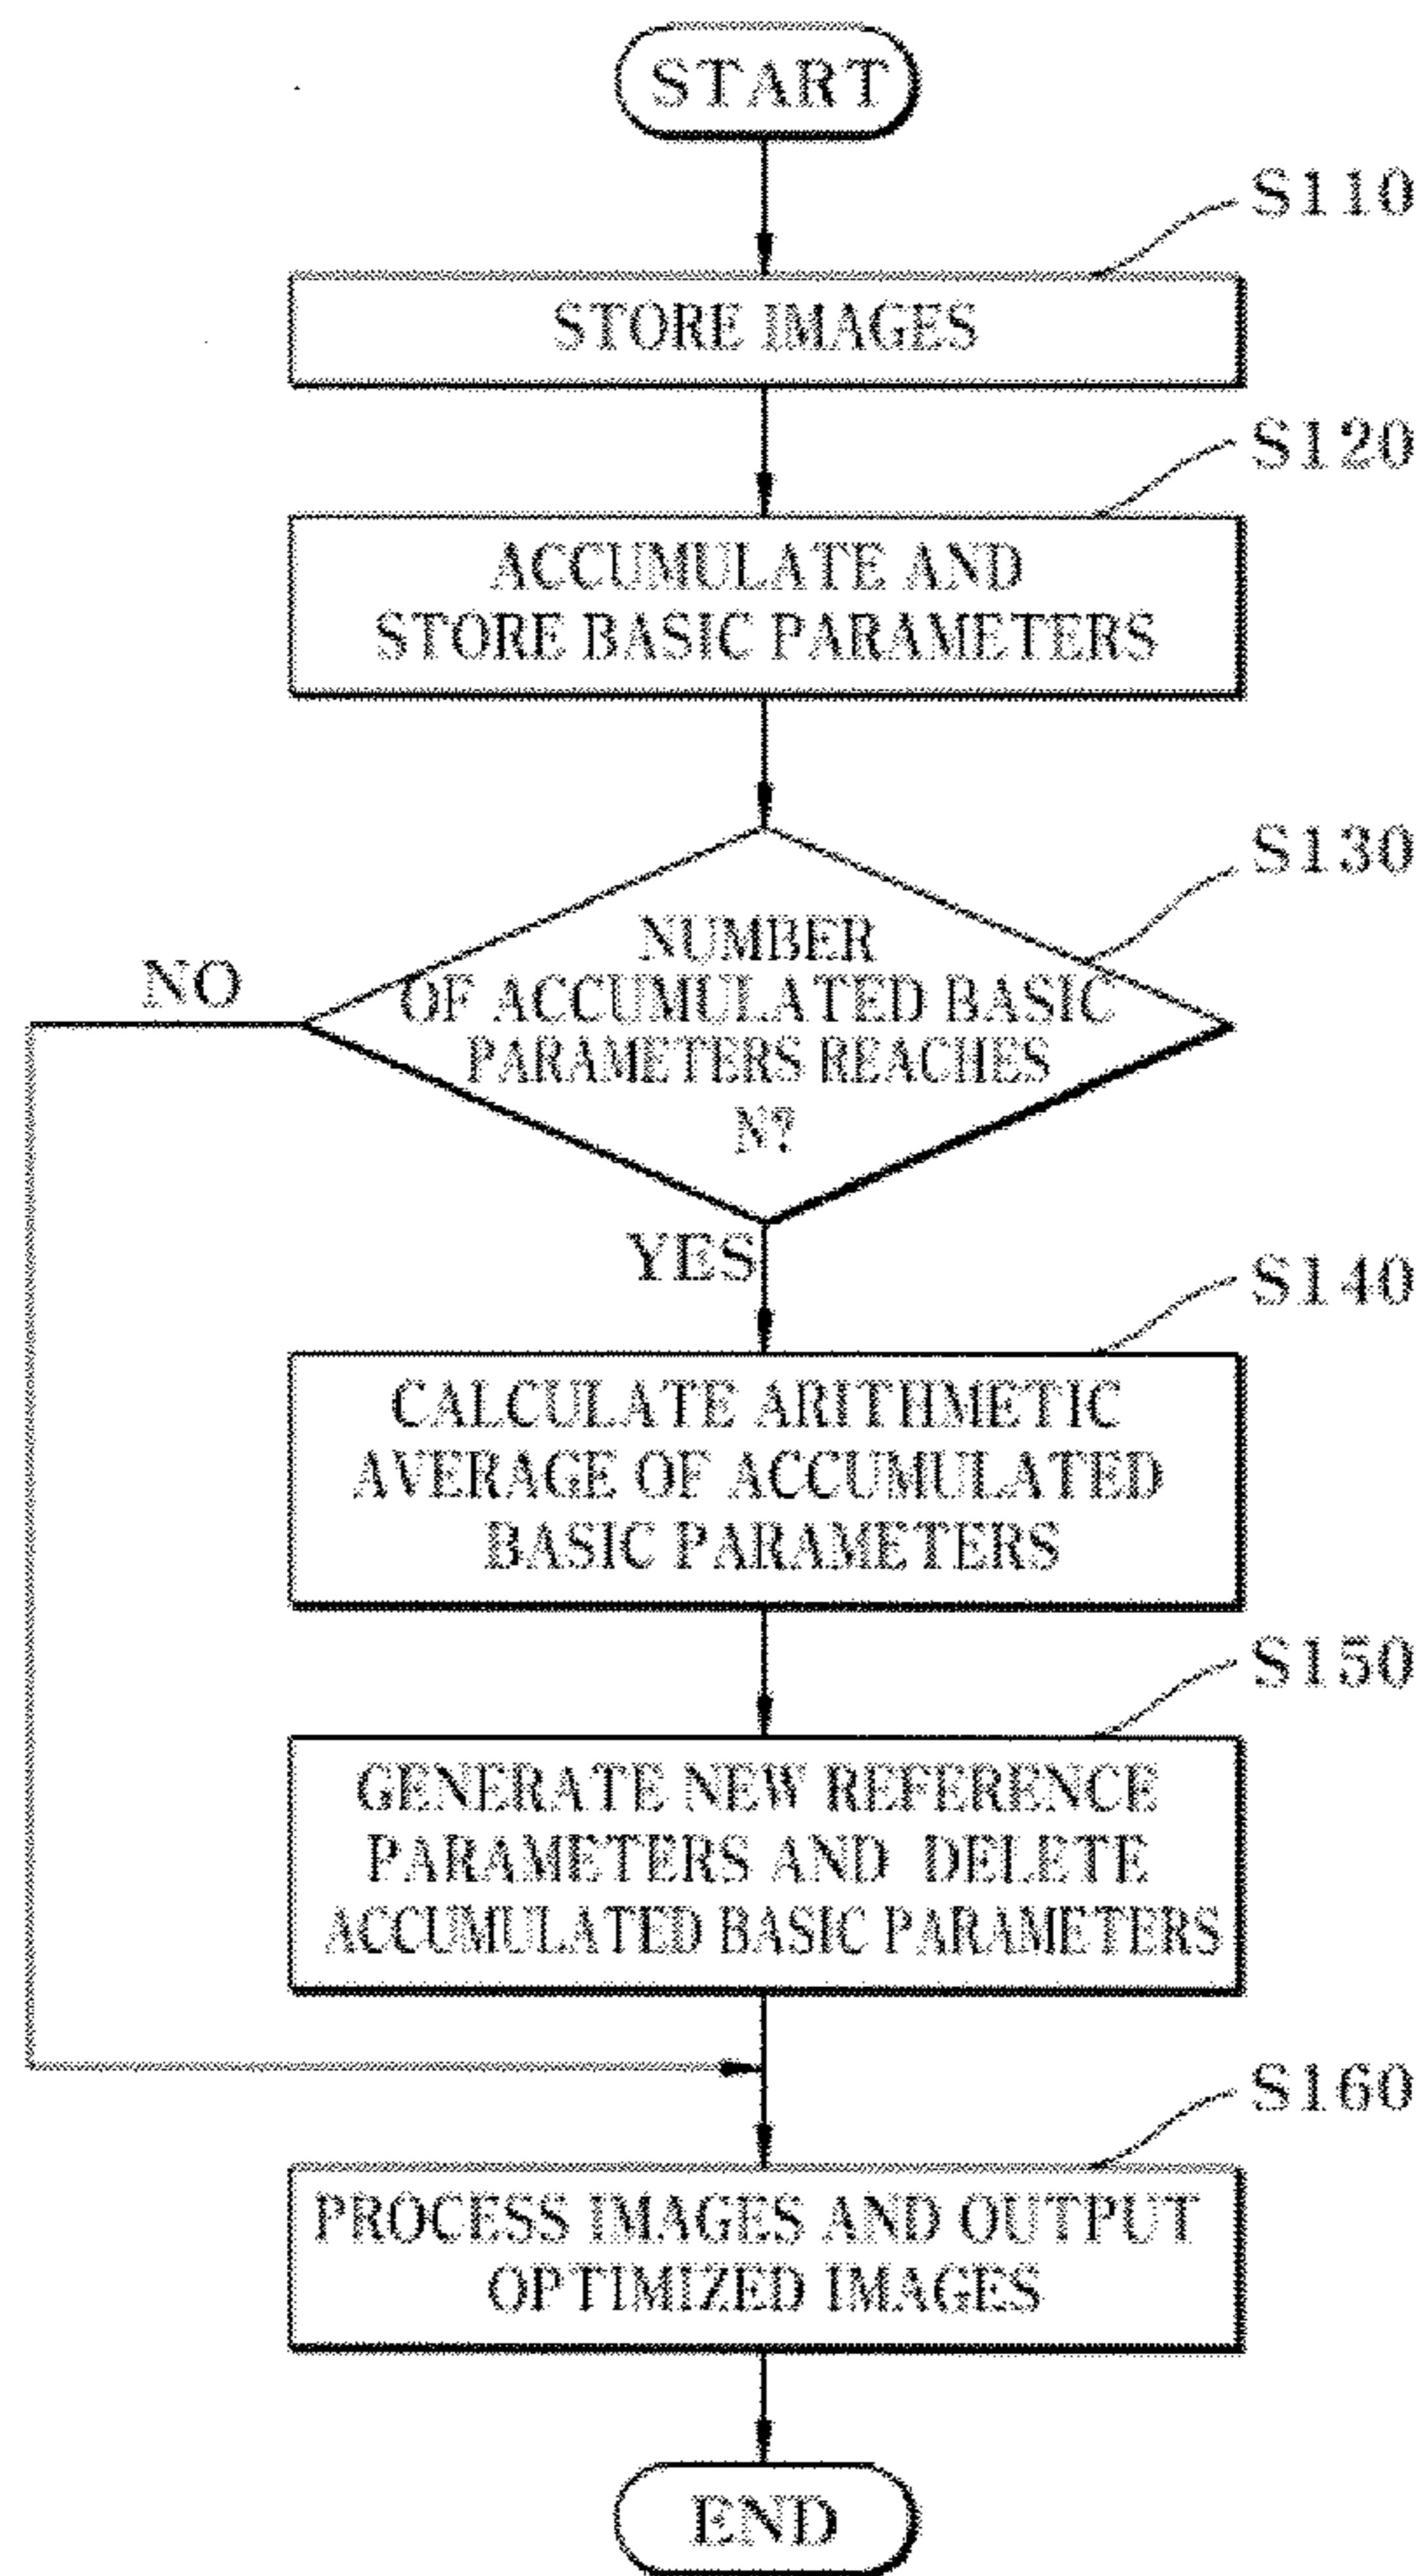 START
S110
STORE IMAGES
S120
ACCUMULATE AND
STORE BASIC PARAMETERS
S130
NUMBER
OF ACCUMULATED BASIC
PARAMETERS REACHES
N?
NO
YES
S140
CALCULATE ARITHMETIC
AVERAGE OF ACCUMULATED
BASIC PARAMETERS
S150
GENERATE NEW REFERENCE
PARAMETERS AND DELETE
ACCUMULATED BASIC PARAMETERS
S160
PROCESS IMAGES AND OUTPUT
OPTIMIZED IMAGES
END